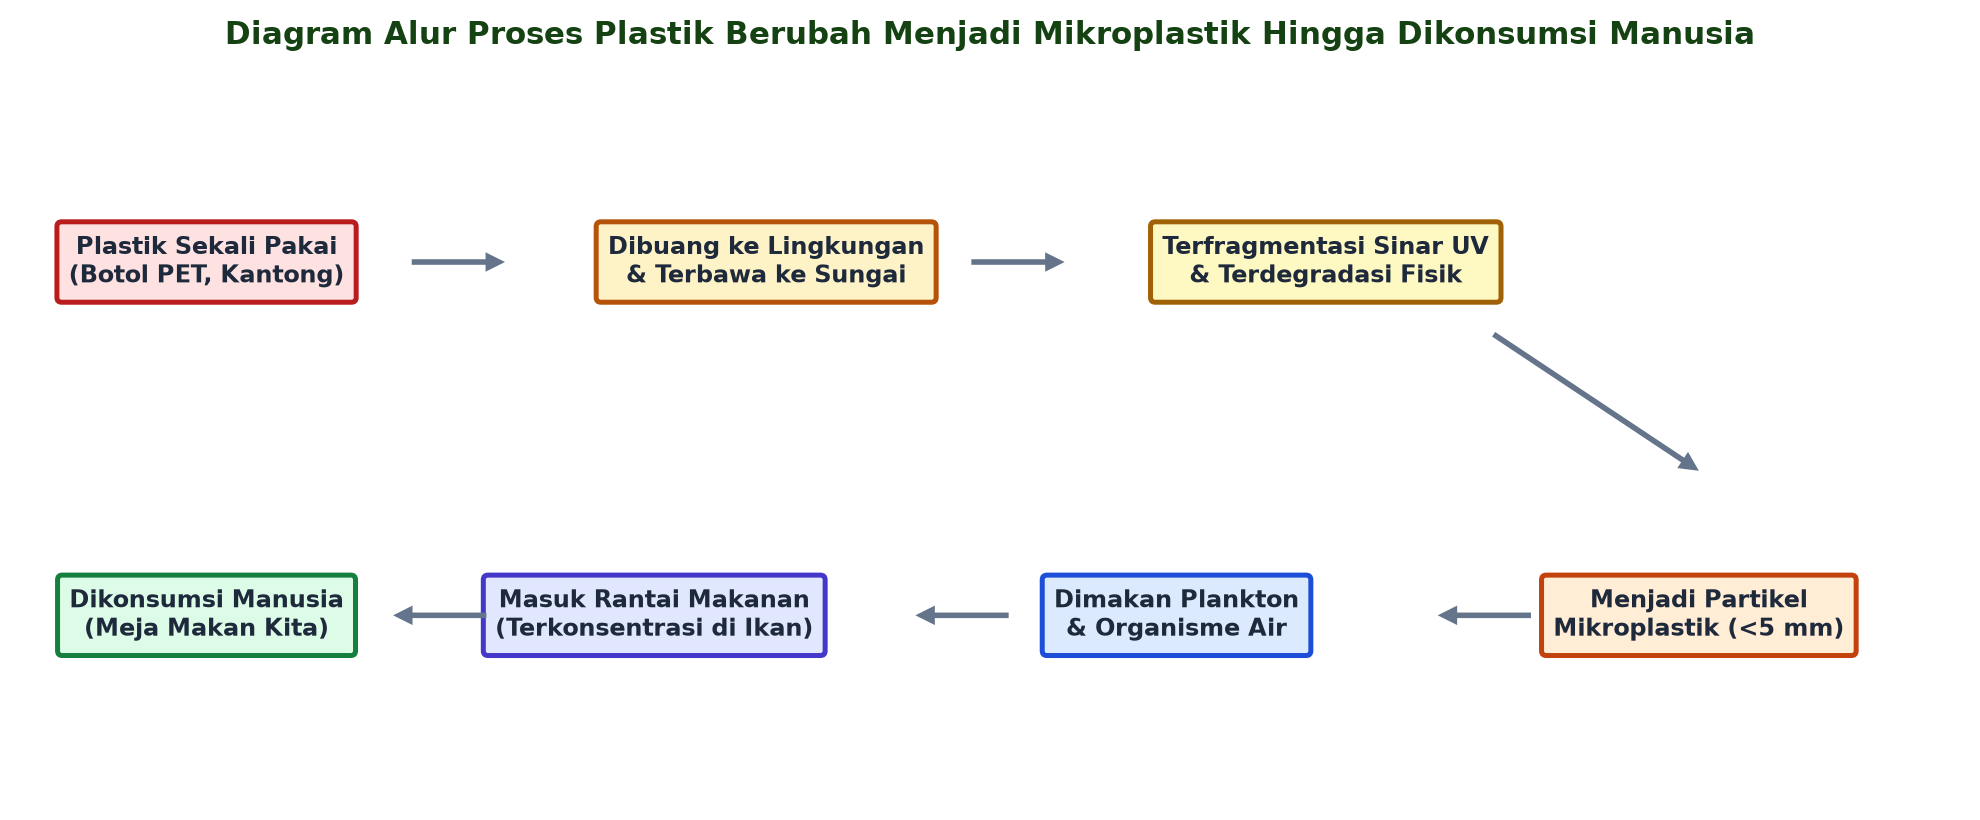 Diagram Alur Proses Plastik Berubah Menjadi Mikroplastik Hingga Dikonsumsi Manusia
Plastik Sekali Pakai
(Botol PET, Kantong)
Dibuang ke Lingkungan
& Terbawa ke Sungai
Terfragmentasi Sinar UV
& Terdegradasi Fisik
Menjadi Partikel
Mikroplastik (<5 mm)
Dimakan Plankton
& Organisme Air
Masuk Rantai Makanan
(Terkonsentrasi di Ikan)
Dikonsumsi Manusia
(Meja Makan Kita)